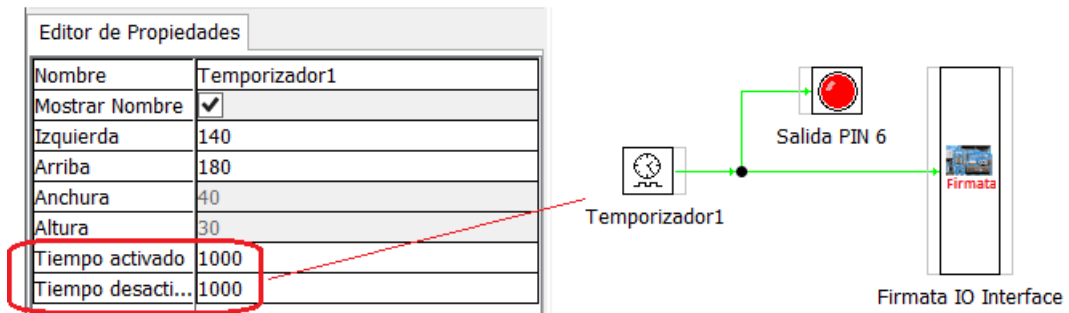 Editor de Propiedades
Nombre Temporizador1
Mostrar Nombre
Izquierda 140
Arriba 180
Anchura 40
Altura 30
Tiempo activado 1000
Tiempo desacti... 1000
Salida PIN 6
Temporizador1
Firmata
Firmata IO Interface